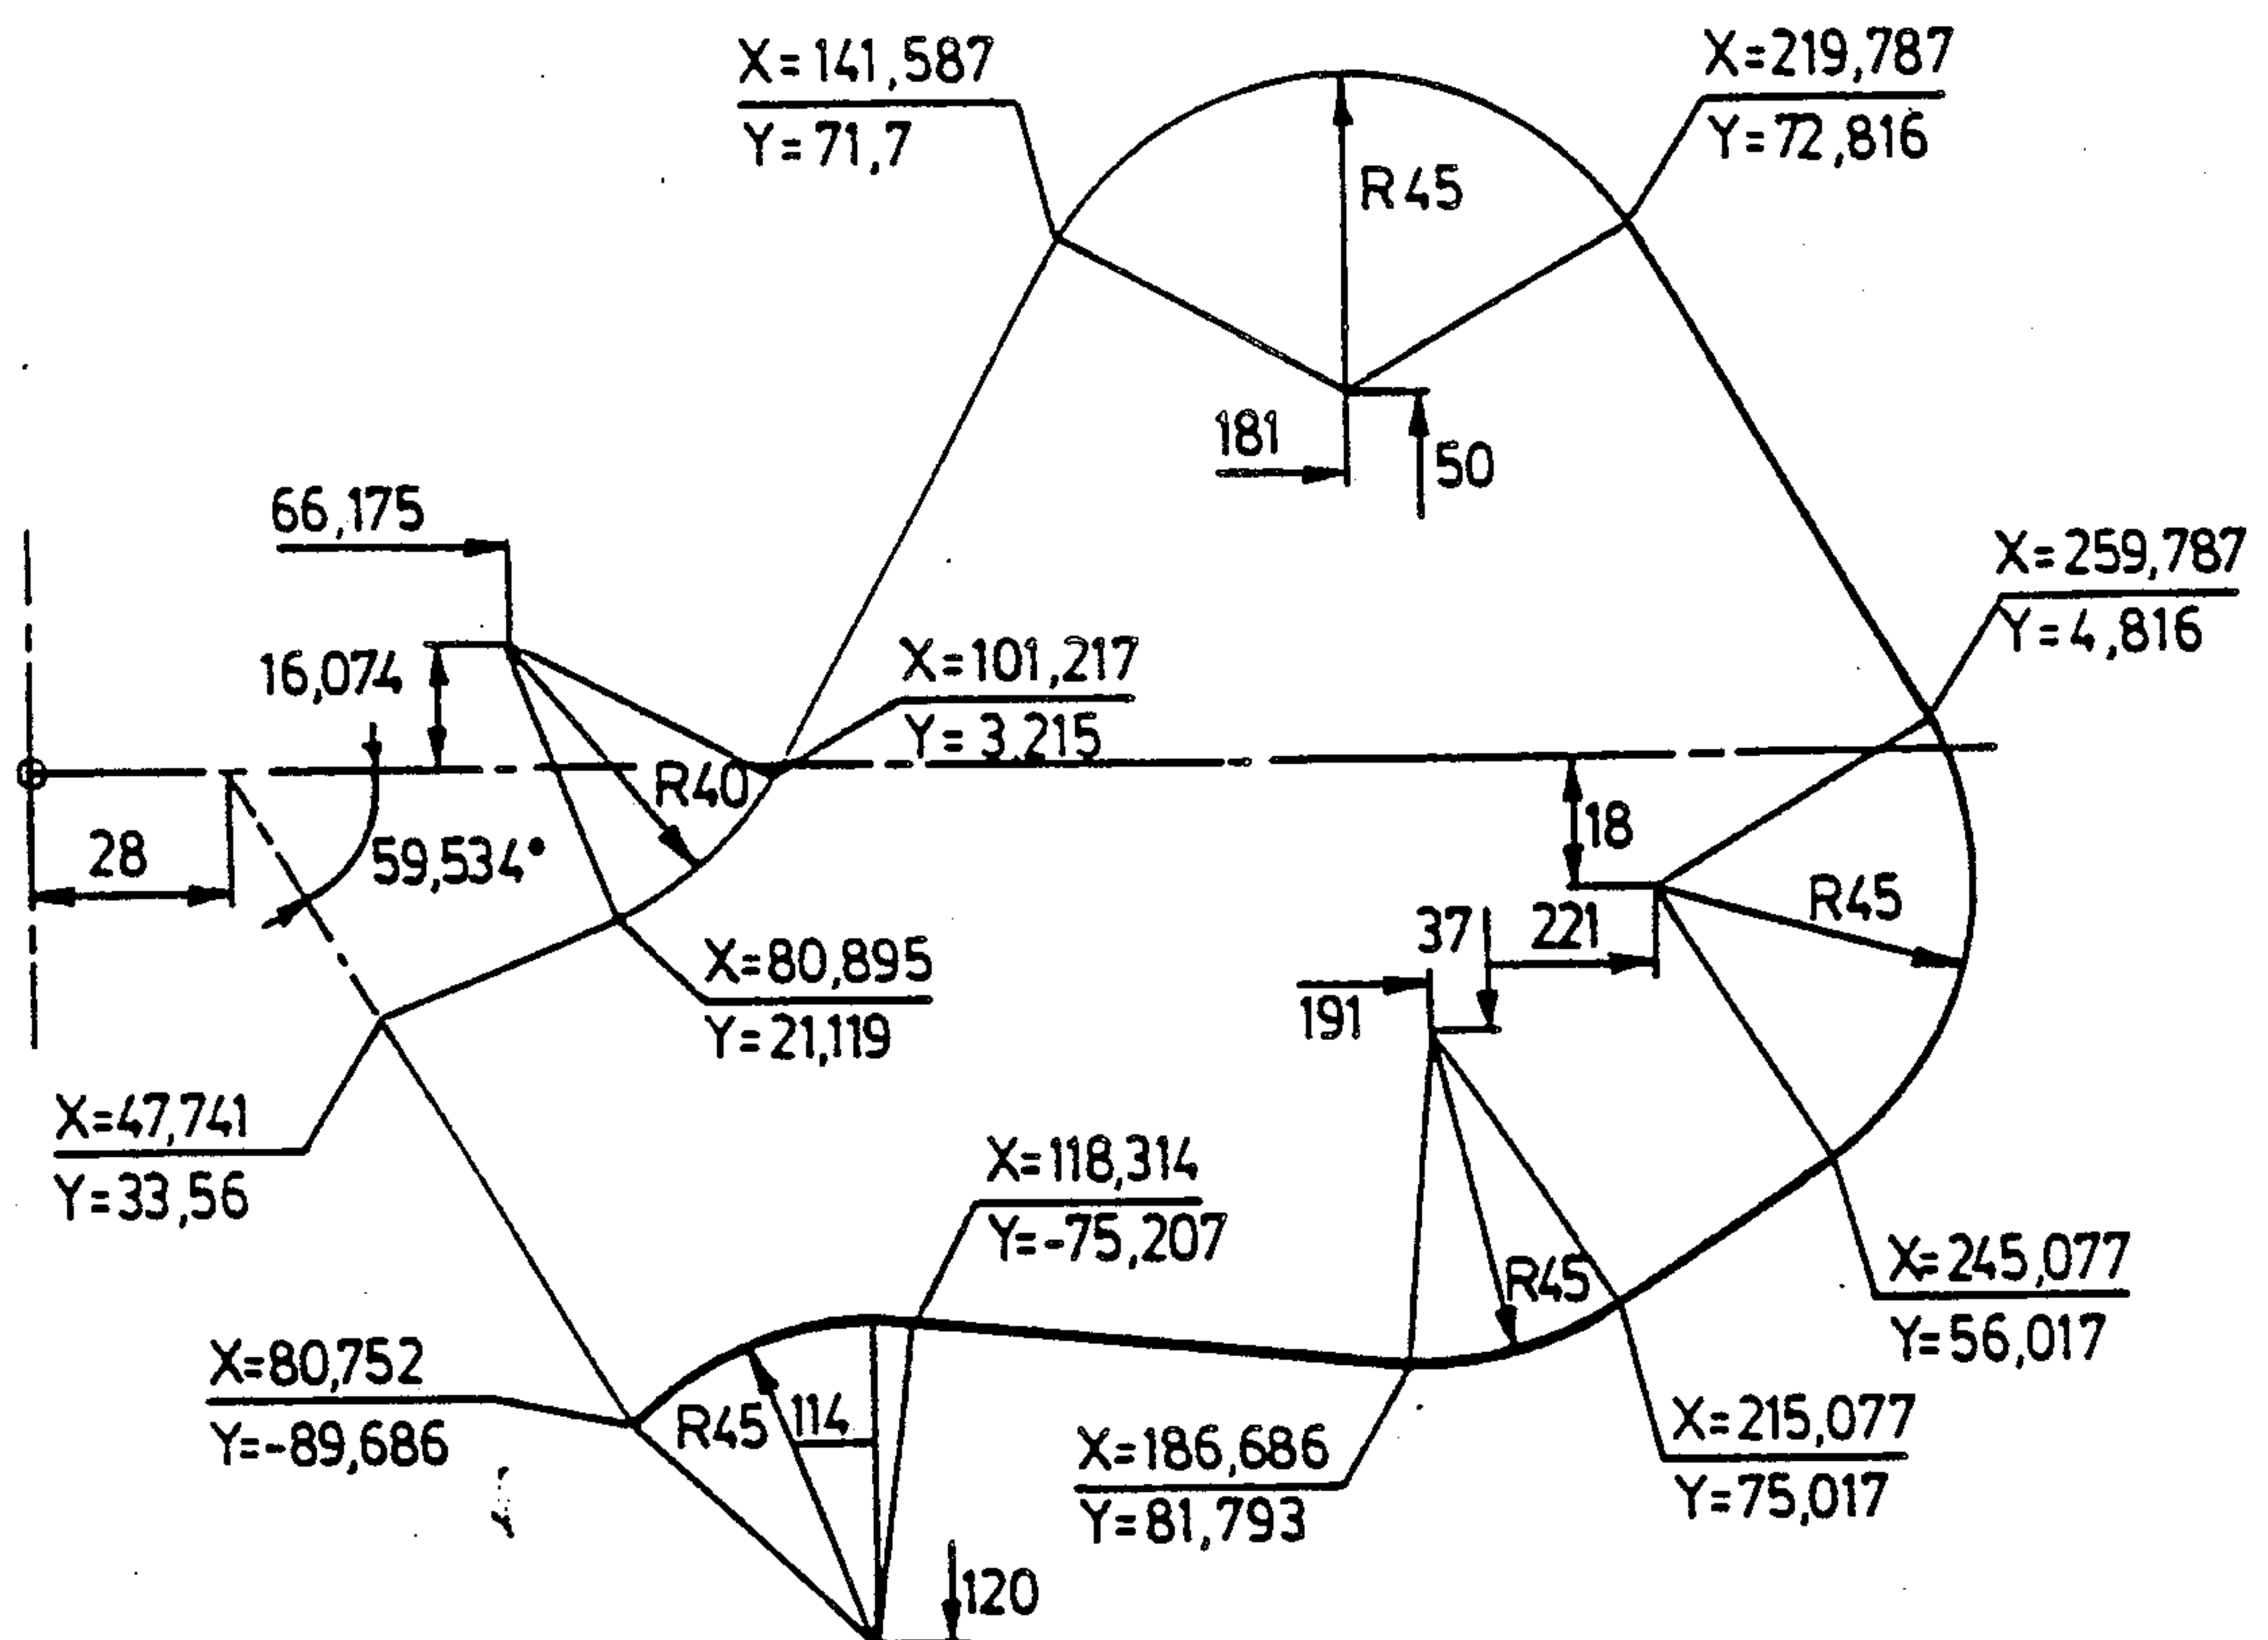 X=141,587
Y=71,7
X=219,787
Y=72,816
R45
181
50
66,175
X=259,787
Y=4,816
16,074
X=101,217
Y=3.215
R40
28
59,534°
18
R45
37
221
191
X=80,895
Y=21,119
X=47,741
Y=33,56
X=118,314
Y=-75,207
R45
X=245,077
Y=56,017
X=80,752
Y=-89,686
R45
114
X=186,686
Y=81,793
X=215,077
Y=75,017
120